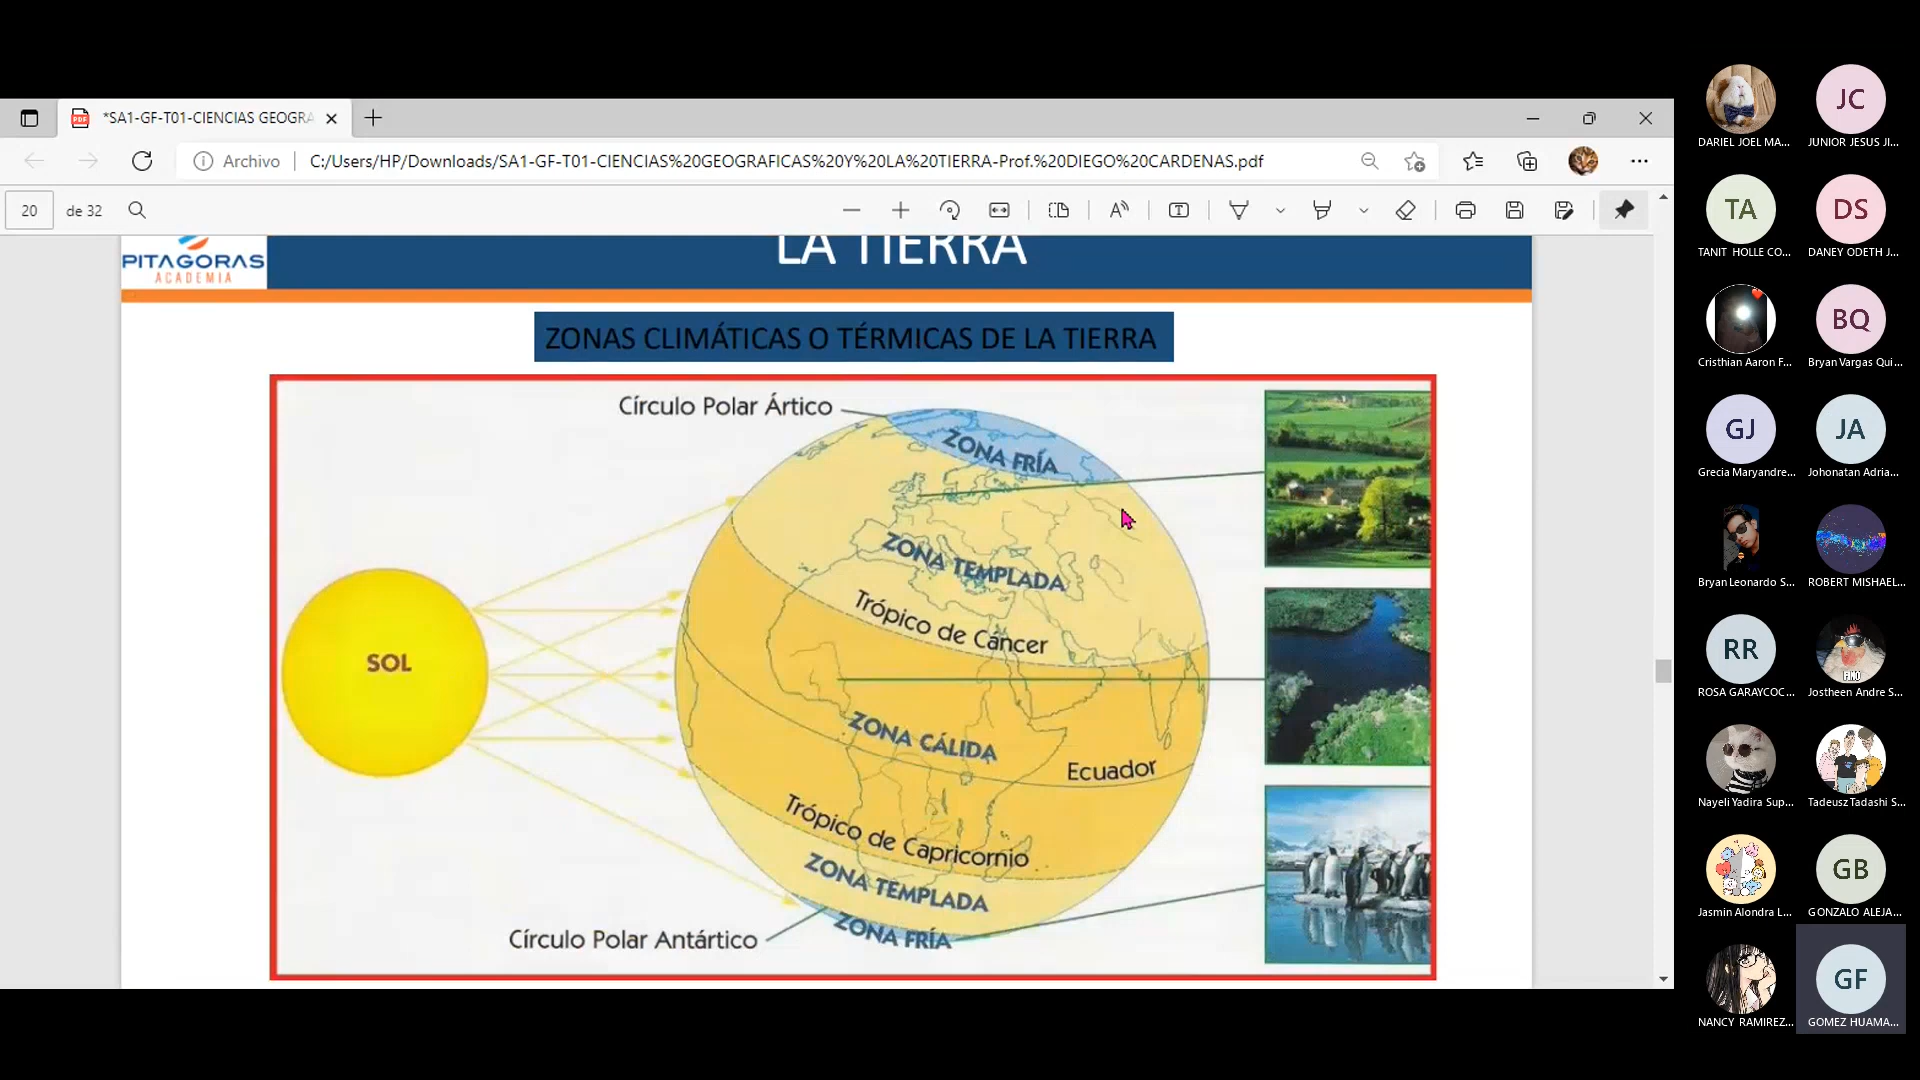 *SA1-GF-T01-CIENCIAS GEOGRA
Archivo
C:/Users/HP/Downloads/SA1-GF-T01-CIENCIAS%20GEOGRAFICAS%20Y%20LA%20TIERRA-Prof.%20DIEGO%20CARDENAS.pdf
20 de 32
PITAGORAS
ACADEMIA
LA TIERRA
ZONAS CLIMÁTICAS O TÉRMICAS DE LA TIERRA
Círculo Polar Ártico
ZONA FRÍA
ZONA TEMPLADA
Trópico de Cáncer
SOL
ZONA CÁLIDA
Ecuador
Trópico de Capricornio
ZONA TEMPLADA
Círculo Polar Antártico
ZONA FRÍA
DARIEL JOEL MA...
JC
JUNIOR JESUS JI...
TA
TANIT HOLLE CO...
DS
DANEY ODETH J...
Cristhian Aaron F...
BQ
Bryan Vargas Qui...
GJ
Grecia Maryandre...
JA
Johonatan Adria...
Bryan Leonardo S...
ROBERT MISHAEL...
RR
ROSA GARAYCOC...
FINO
Jostheen Andre S...
Nayeli Yadira Sup...
Tadeusz Tadashi S...
Jasmin Alondra L...
GB
GONZALO ALEJA...
NANCY RAMIREZ...
GF
GOMEZ HUAMA...